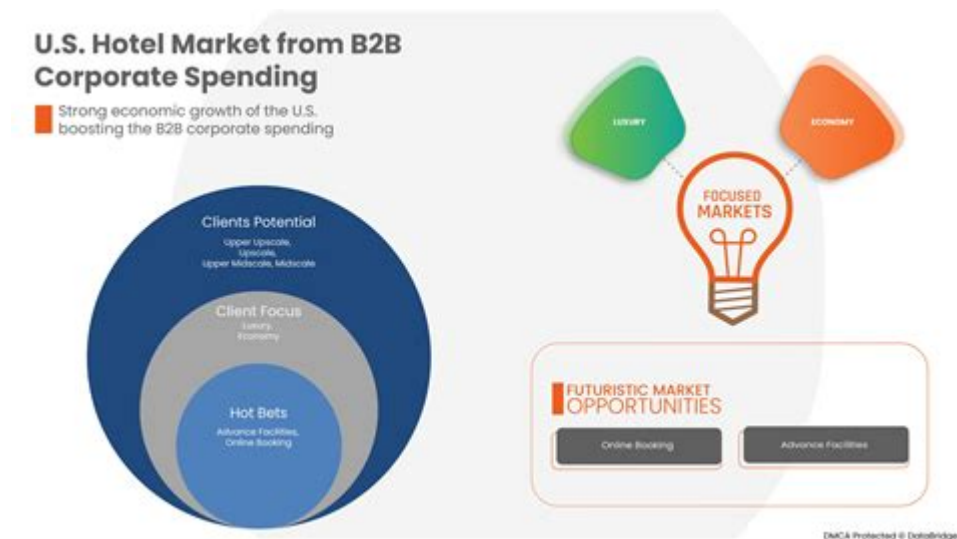 U.S. Hotel Market from B2B
Corporate Spending
Strong economic growth of the U.S.
boosting the B2B corporate spending
LUXURY
ECONOMY
FOCUSED
MARKETS
Clients Potential
Upper Upscale,
Upscale,
Upper Midscale, Midscale
Client Focus
Luxury,
Economy
Hot Bets
Advance Facilities,
Online Booking
FUTURISTIC MARKET
OPPORTUNITIES
Online Booking
Advance Facilities
DMCA Protected © DataBridge